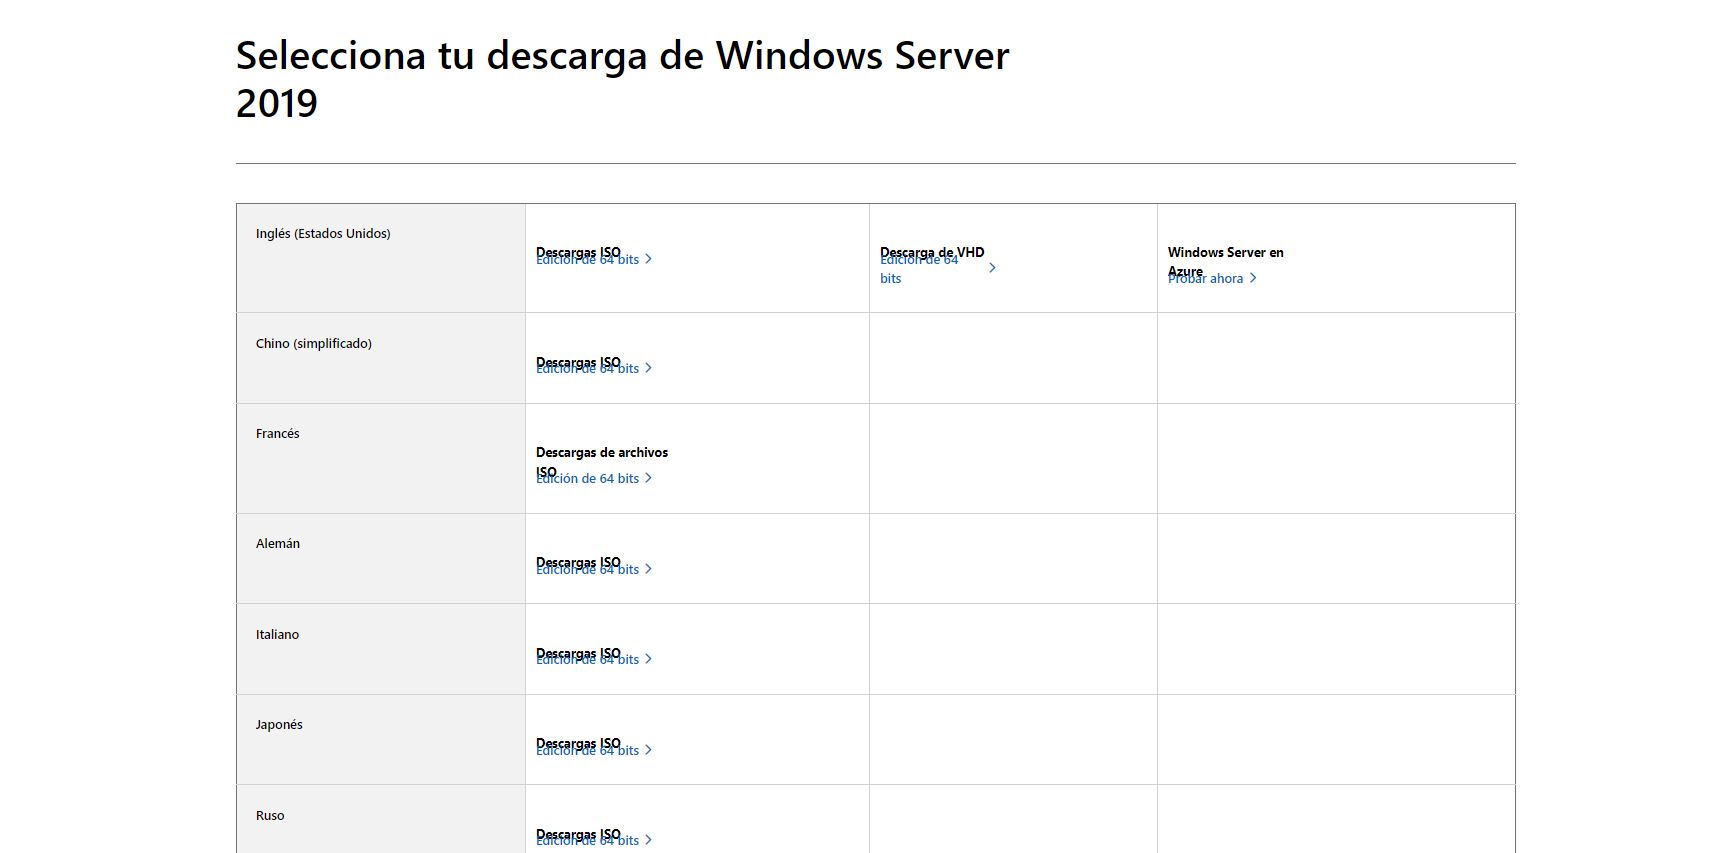 Selecciona tu descarga de Windows Server
2019
Inglés (Estados Unidos)
Descargas ISO
Edición de 64 bits
Descarga de VHD
Edición de 64
bits
Windows Server en
Azure
Probar ahora
Chino (simplificado)
Descargas ISO
Edición de 64 bits
Francés
Descargas de archivos
ISO
Edición de 64 bits
Alemán
Descargas ISO
Edición de 64 bits
Italiano
Descargas ISO
Edición de 64 bits
Japonés
Descargas ISO
Edición de 64 bits
Ruso
Descargas ISO
Edición de 64 bits